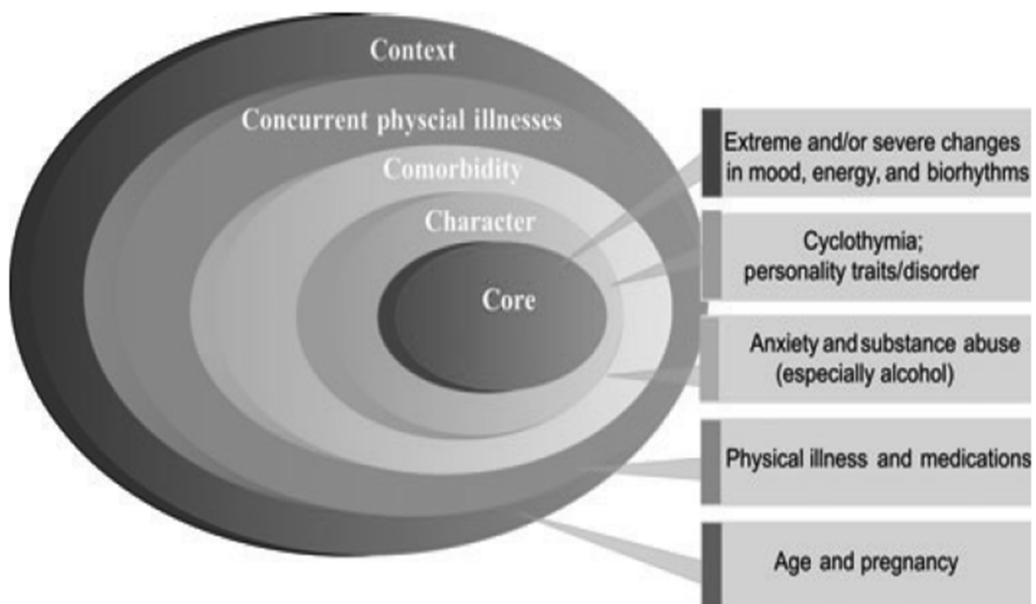 Context
Concurrent physcial illnesses
Comorbidity
Character
Core
Extreme and/or severe changes
in mood, energy, and biorhythms
Cyclothymia;
personality traits/disorder
Anxiety and substance abuse
(especially alcohol)
Physical illness and medications
Age and pregnancy